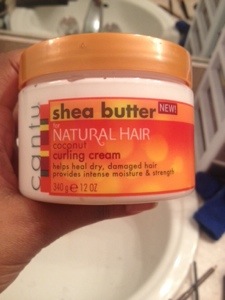 cantu
shea butter NEW!
for
NATURAL HAIR
coconut
curling cream
helps heal dry, damaged hair
provides intense moisture & strength
340 g e 12 OZ